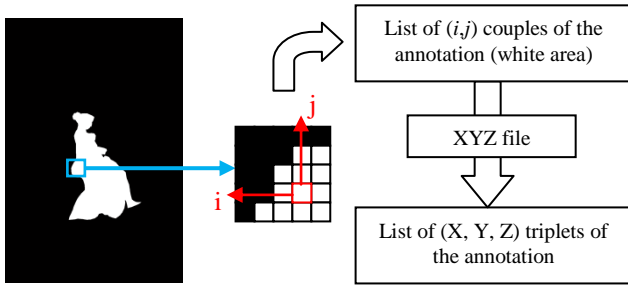 List of (i,j) couples of the
annotation (white area)
j
XYZ file
i
List of (X, Y, Z) triplets of
the annotation